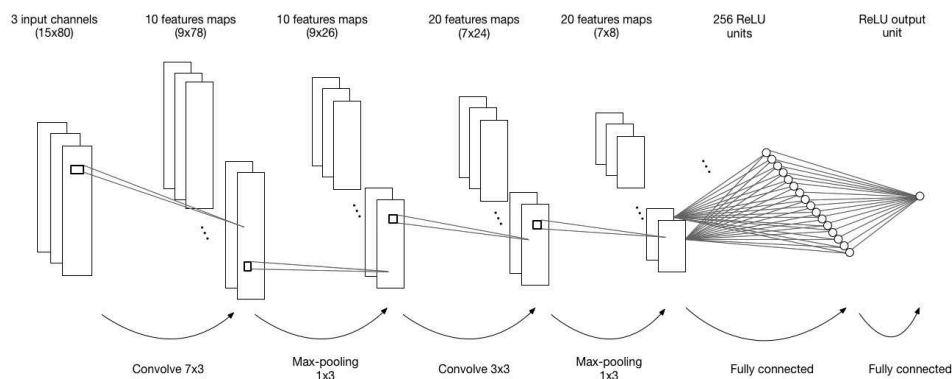 3 input channels
(15x80)
10 features maps
(9x78)
10 features maps
(9x26)
20 features maps
(7x24)
20 features maps
(7x8)
256 ReLU
units
ReLU output
unit
Convolve 7x3
Max-pooling
1x3
Convolve 3x3
Max-pooling
1x3
Fully connected
Fully connected